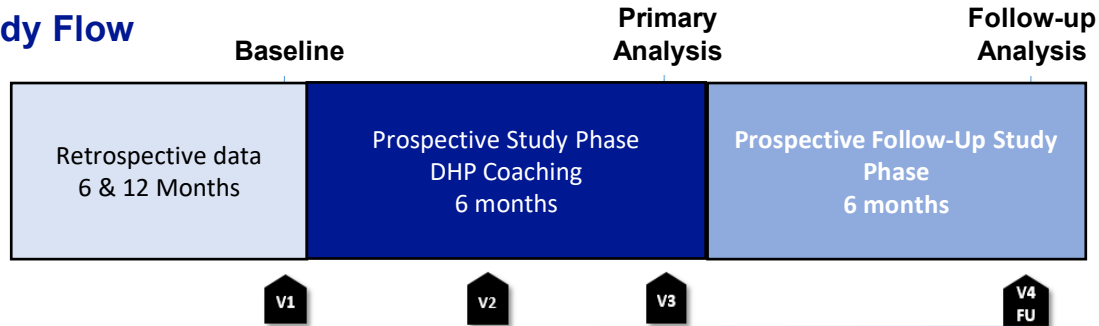 dy Flow
Baseline
Primary
Analysis
Follow-up
Analysis
Retrospective data
6 & 12 Months
Prospective Study Phase
DHP Coaching
6 months
Prospective Follow-Up Study
Phase
6 months
V1
V2
V3
V4
FU